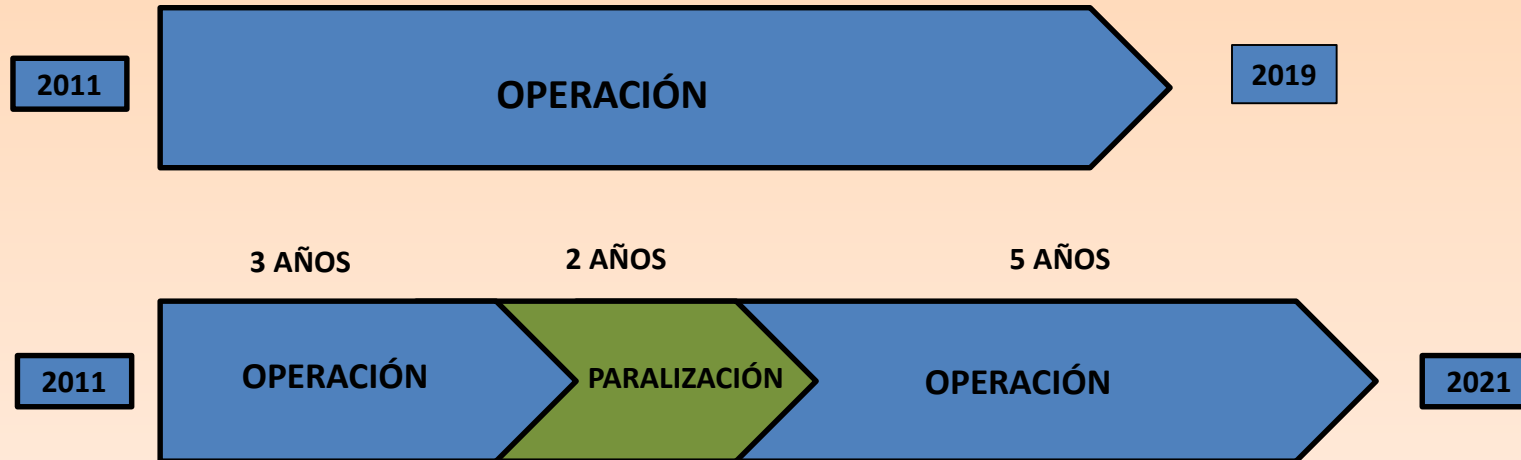 2011
OPERACIÓN
2019
3 AÑOS
2 AÑOS
5 AÑOS
2011
OPERACIÓN
PARALIZACIÓN
OPERACIÓN
2021